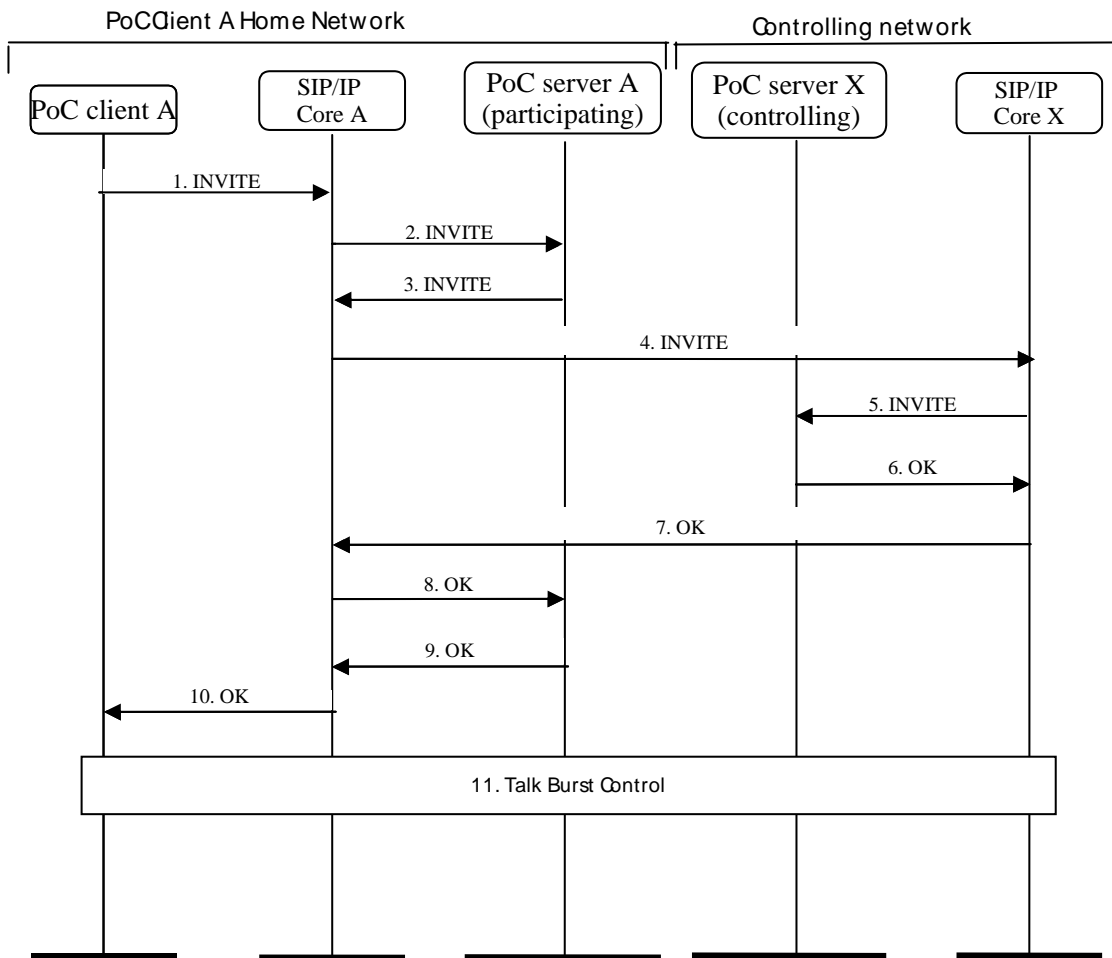 PoCClient A Home Network
Controlling network
PoC client A
SIP/IP
Core A
PoC server A
(participating)
PoC server X
(controlling)
SIP/IP
Core X
1. INVITE
2. INVITE
3. INVITE
4. INVITE
5. INVITE
6. OK
7. OK
8. OK
9. OK
10. OK
11. Talk Burst Control